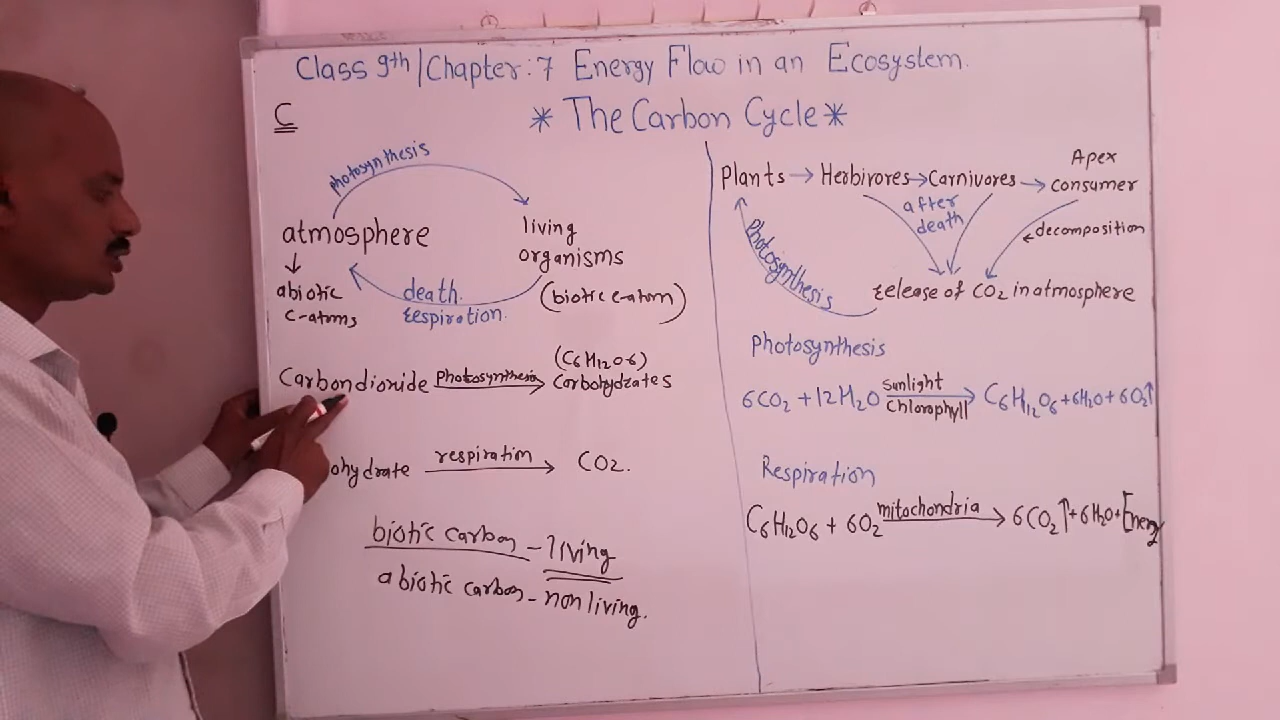 Class 9th | Chapter: 7 Energy Flow in an Ecosystem.
C
* The Carbon Cycle *
photosynthesis
atmosphere
living
organisms
(biotic c-atom)
abiotic
c-atoms
death
respiration.
Carbondioxide Photosynthesis
(C6H12O6)
Carbohydrates
ohydrate respiration CO2.
biotic carbon - living
abiotic carbon - non living.
Plants → Herbivores → Carnivores → Apex
consumer
after
death
decomposition
Photosynthesis
release of CO2 in atmosphere
Photosynthesis
6CO2 + 12H2O Sunlight → C6H12O6 + 6H2O + 6O2↑
Chlorophyll
Respiration
C6H12O6 + 6O2 mitochondria → 6CO2↑ + 6H2O + Energy